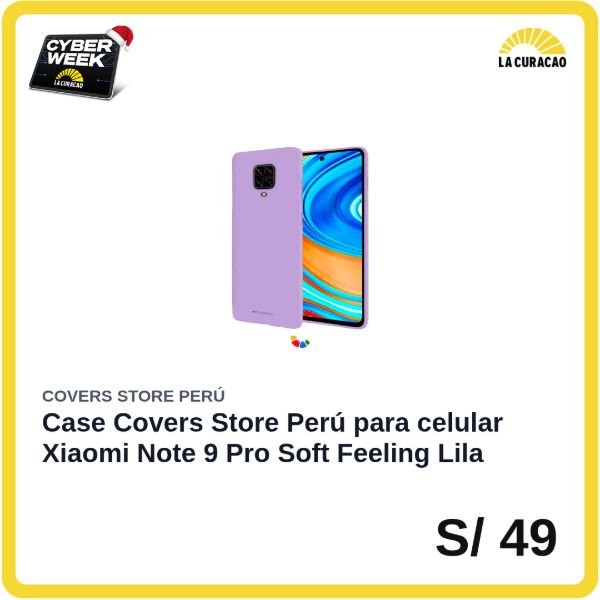 CYBER
WEEK
LA CURACAO
LA CURACAO
COVERS STORE PERÚ
Case Covers Store Perú para celular
Xiaomi Note 9 Pro Soft Feeling Lila
S/ 49